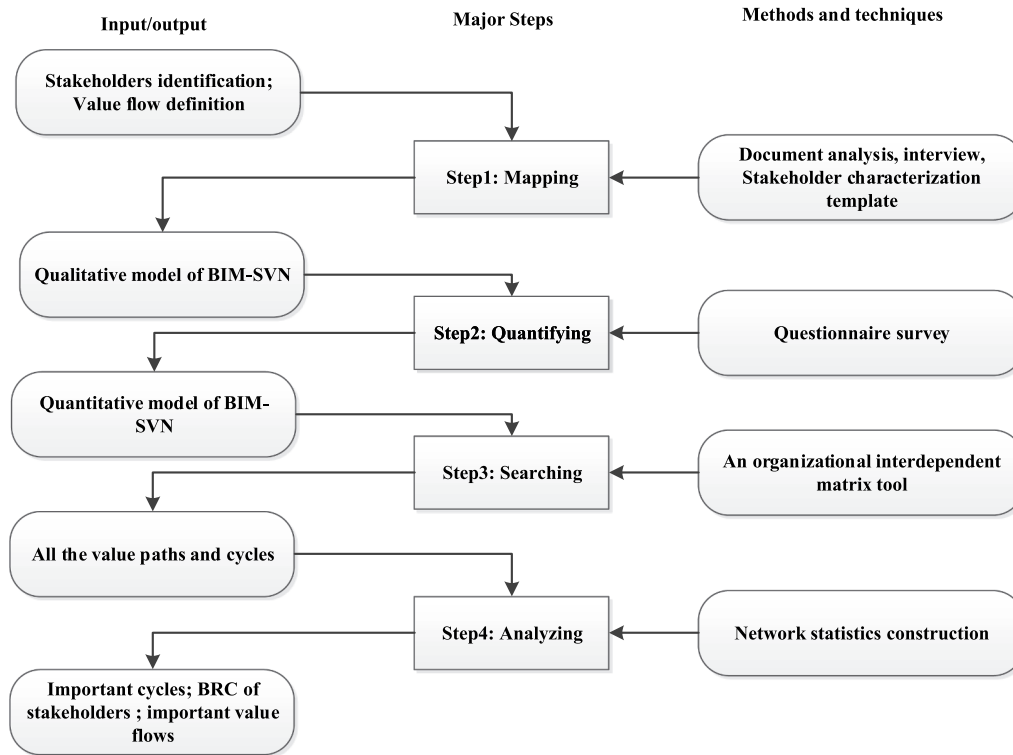 Input/output
Major Steps
Methods and techniques
Stakeholders identification;
Value flow definition
Step1: Mapping
Document analysis, interview,
Stakeholder characterization
template
Qualitative model of BIM-SVN
Step2: Quantifying
Questionnaire survey
Quantitative model of BIM-
SVN
Step3: Searching
An organizational interdependent
matrix tool
All the value paths and cycles
Step4: Analyzing
Network statistics construction
Important cycles; BRC of
stakeholders ; important value
flows